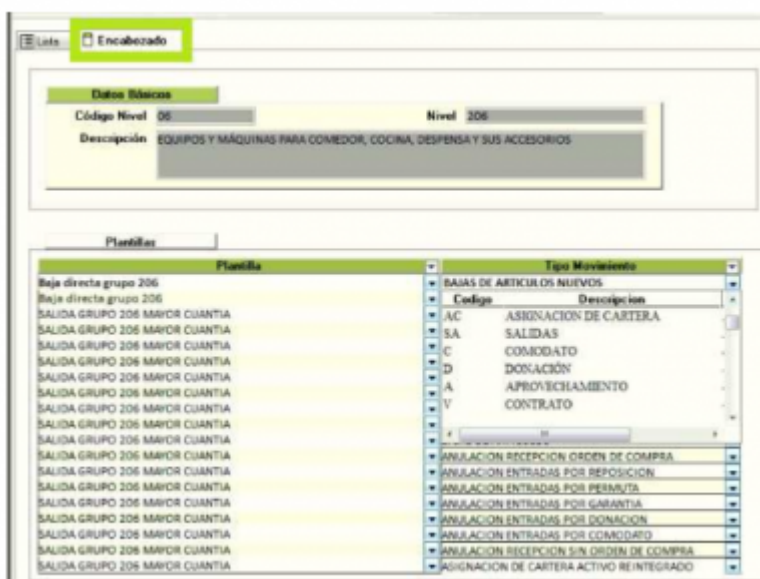 Lista Encabezado
Datos Básicos
Código Nivel 06 Nivel 206
Descripción EQUIPOS Y MÁQUINAS PARA COMEDOR, COCINA, DESPENSA Y SUS ACCESORIOS
Plantillas
Plantilla Tipo Movimiento
Baja directa grupo 206 BAJAS DE ARTICULOS NUEVOS
Baja directa grupo 206 Codigo Descripcion
SALIDA GRUPO 206 MAYOR CUANTIA AC ASIGNACION DE CARTERA
SALIDA GRUPO 206 MAYOR CUANTIA SA SALIDAS
SALIDA GRUPO 206 MAYOR CUANTIA C COMODATO
SALIDA GRUPO 206 MAYOR CUANTIA D DONACIÓN
SALIDA GRUPO 206 MAYOR CUANTIA A APROVECHAMIENTO
SALIDA GRUPO 206 MAYOR CUANTIA V CONTRATO
SALIDA GRUPO 206 MAYOR CUANTIA
SALIDA GRUPO 206 MAYOR CUANTIA
SALIDA GRUPO 206 MAYOR CUANTIA
SALIDA GRUPO 206 MAYOR CUANTIA ANULACION RECEPCION ORDEN DE COMPRA
SALIDA GRUPO 206 MAYOR CUANTIA ANULACION ENTRADAS POR REPOSICION
SALIDA GRUPO 206 MAYOR CUANTIA ANULACION ENTRADAS POR PERMUTA
SALIDA GRUPO 206 MAYOR CUANTIA ANULACION ENTRADAS POR GARANTIA
SALIDA GRUPO 206 MAYOR CUANTIA ANULACION ENTRADAS POR DONACION
SALIDA GRUPO 206 MAYOR CUANTIA ANULACION ENTRADAS POR COMODATO
SALIDA GRUPO 206 MAYOR CUANTIA ANULACION RECEPCION SIN ORDEN DE COMPRA
SALIDA GRUPO 206 MAYOR CUANTIA ASIGNACION DE CARTERA ACTIVO REINTEGRADO